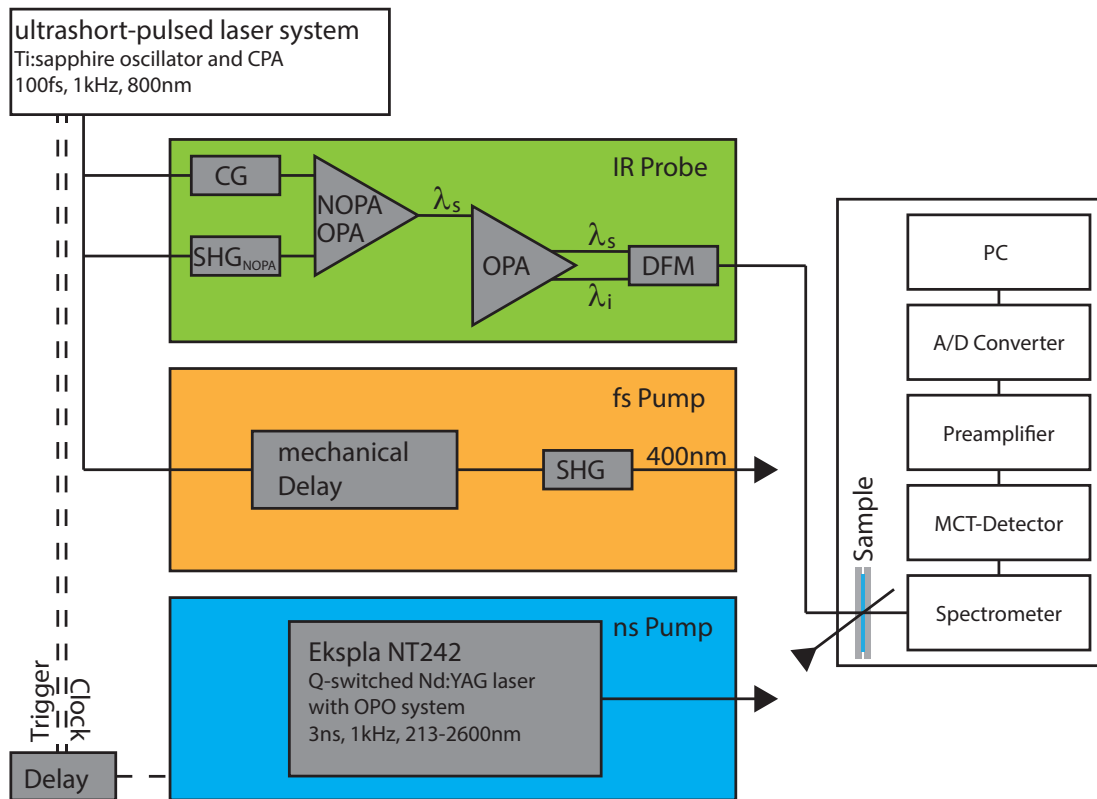 ultrashort-pulsed laser system
Ti:sapphire oscillator and CPA
100fs, 1kHz, 800nm
IR Probe
CG
NOPA
OPA
SHG_NOPA
λs
OPA
λs
λi
DFM
fs Pump
mechanical
Delay
SHG
400nm
ns Pump
Ekspla NT242
Q-switched Nd:YAG laser
with OPO system
3ns, 1kHz, 213-2600nm
Trigger
Clock
Delay
PC
A/D Converter
Preamplifier
MCT-Detector
Spectrometer
Sample